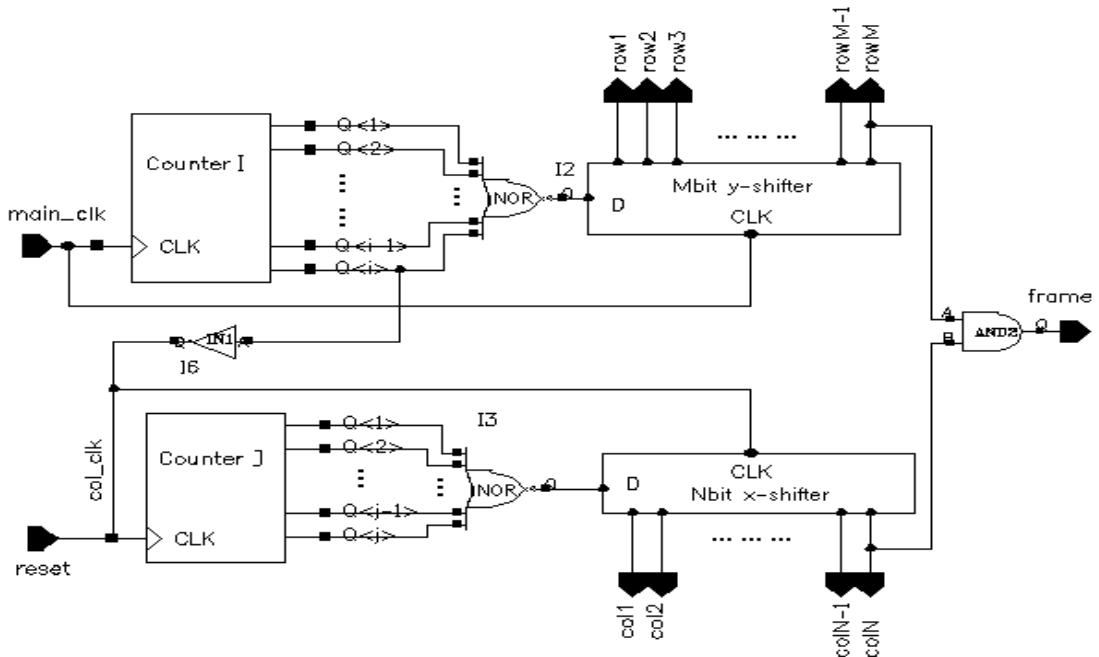 row1
row2
row3
rowM-1
rowM
... ... ...
Counter I
Q<1>
Q<2>
...
...
Q<i-1>
Q<i>
CLK
main_clk
NOR
I2
Q
D
Mbit y-shifter
CLK
frame
A
B
AND2
Q
Q
IN1
A
I6
col_clk
Counter J
Q<1>
Q<2>
...
...
Q<j-1>
Q<j>
CLK
reset
I3
NOR
Q
D
CLK
Nbit x-shifter
... ... ...
col1
col2
colN-1
colN